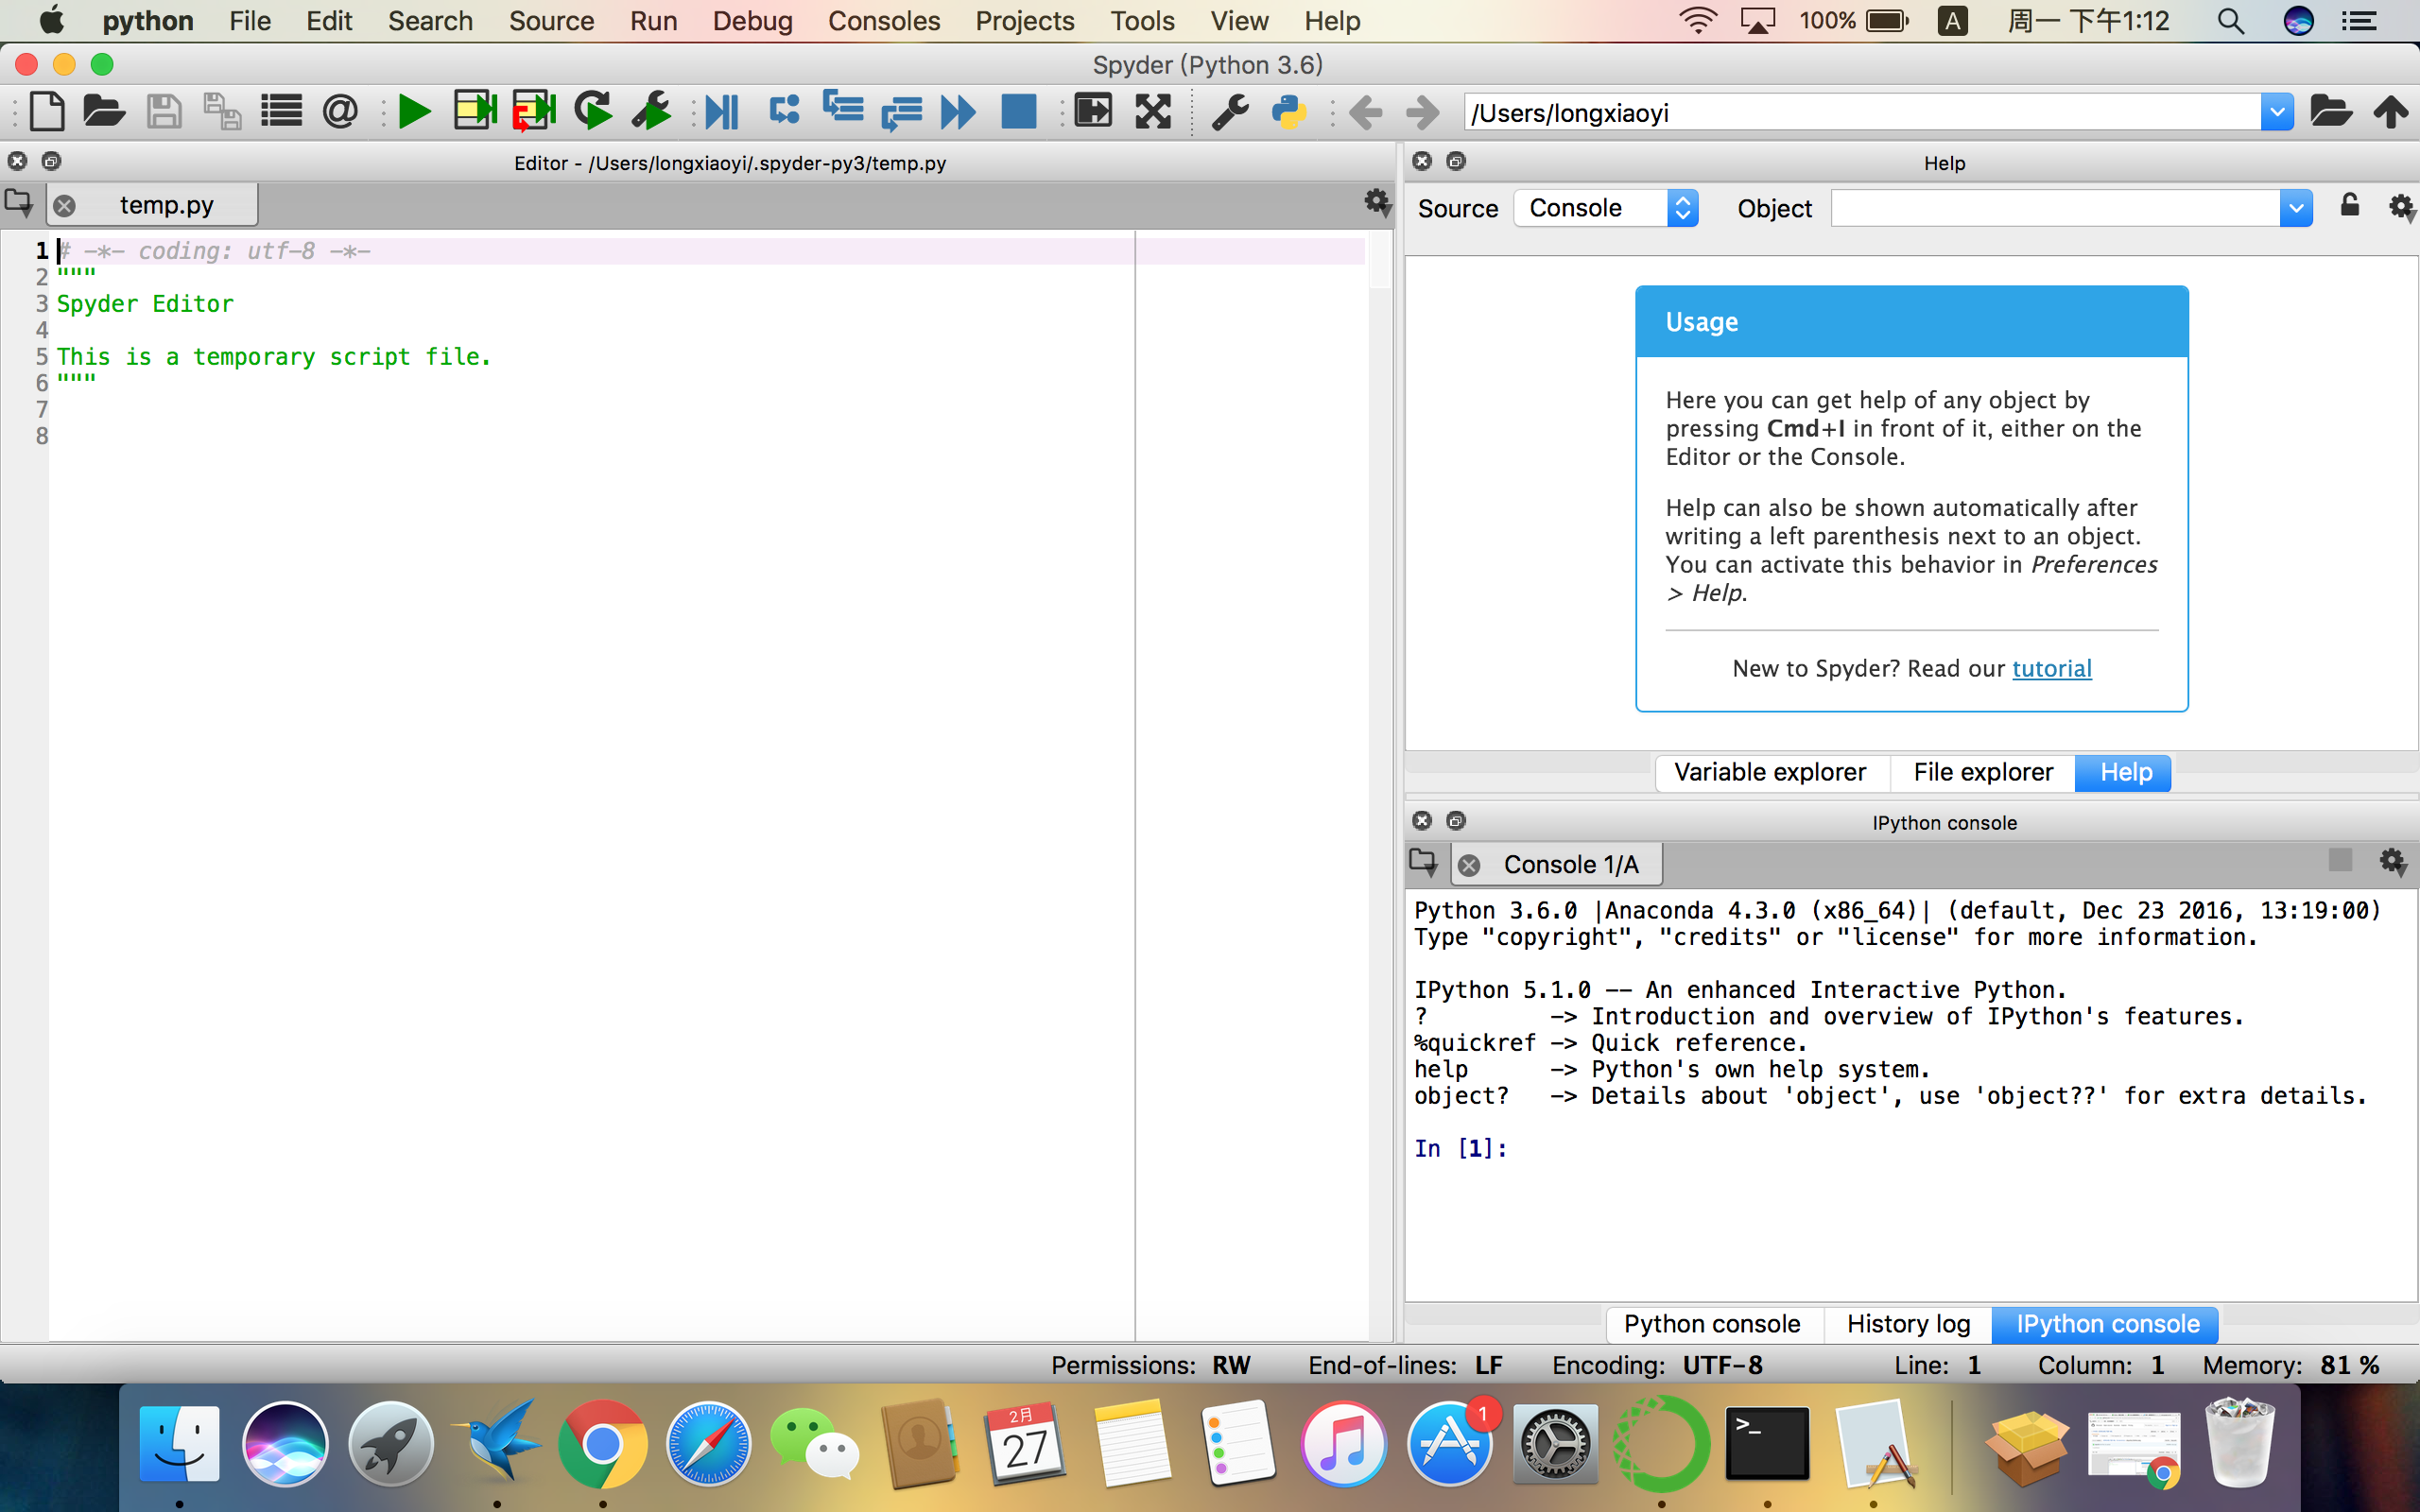 python File Edit Search Source Run Debug Consoles Projects Tools View Help 100% A 周一 下午1:12
Spyder (Python 3.6)
@
/Users/longxiaoyi
Editor - /Users/longxiaoyi/.spyder-py3/temp.py
temp.py
1 # -*- coding: utf-8 -*-
2 """
3 Spyder Editor
4
5 This is a temporary script file.
6 """
7
8
Help
Source Console Object
Usage
Here you can get help of any object by
pressing Cmd+I in front of it, either on the
Editor or the Console.
Help can also be shown automatically after
writing a left parenthesis next to an object.
You can activate this behavior in Preferences
> Help.
New to Spyder? Read our tutorial
Variable explorer File explorer Help
IPython console
Console 1/A
Python 3.6.0 |Anaconda 4.3.0 (x86_64)| (default, Dec 23 2016, 13:19:00)
Type "copyright", "credits" or "license" for more information.
IPython 5.1.0 -- An enhanced Interactive Python.
? -> Introduction and overview of IPython's features.
%quickref -> Quick reference.
help -> Python's own help system.
object? -> Details about 'object', use 'object??' for extra details.
In [1]:
Python console History log IPython console
Permissions: RW End-of-lines: LF Encoding: UTF-8 Line: 1 Column: 1 Memory: 81 %
2月
27
1
>_